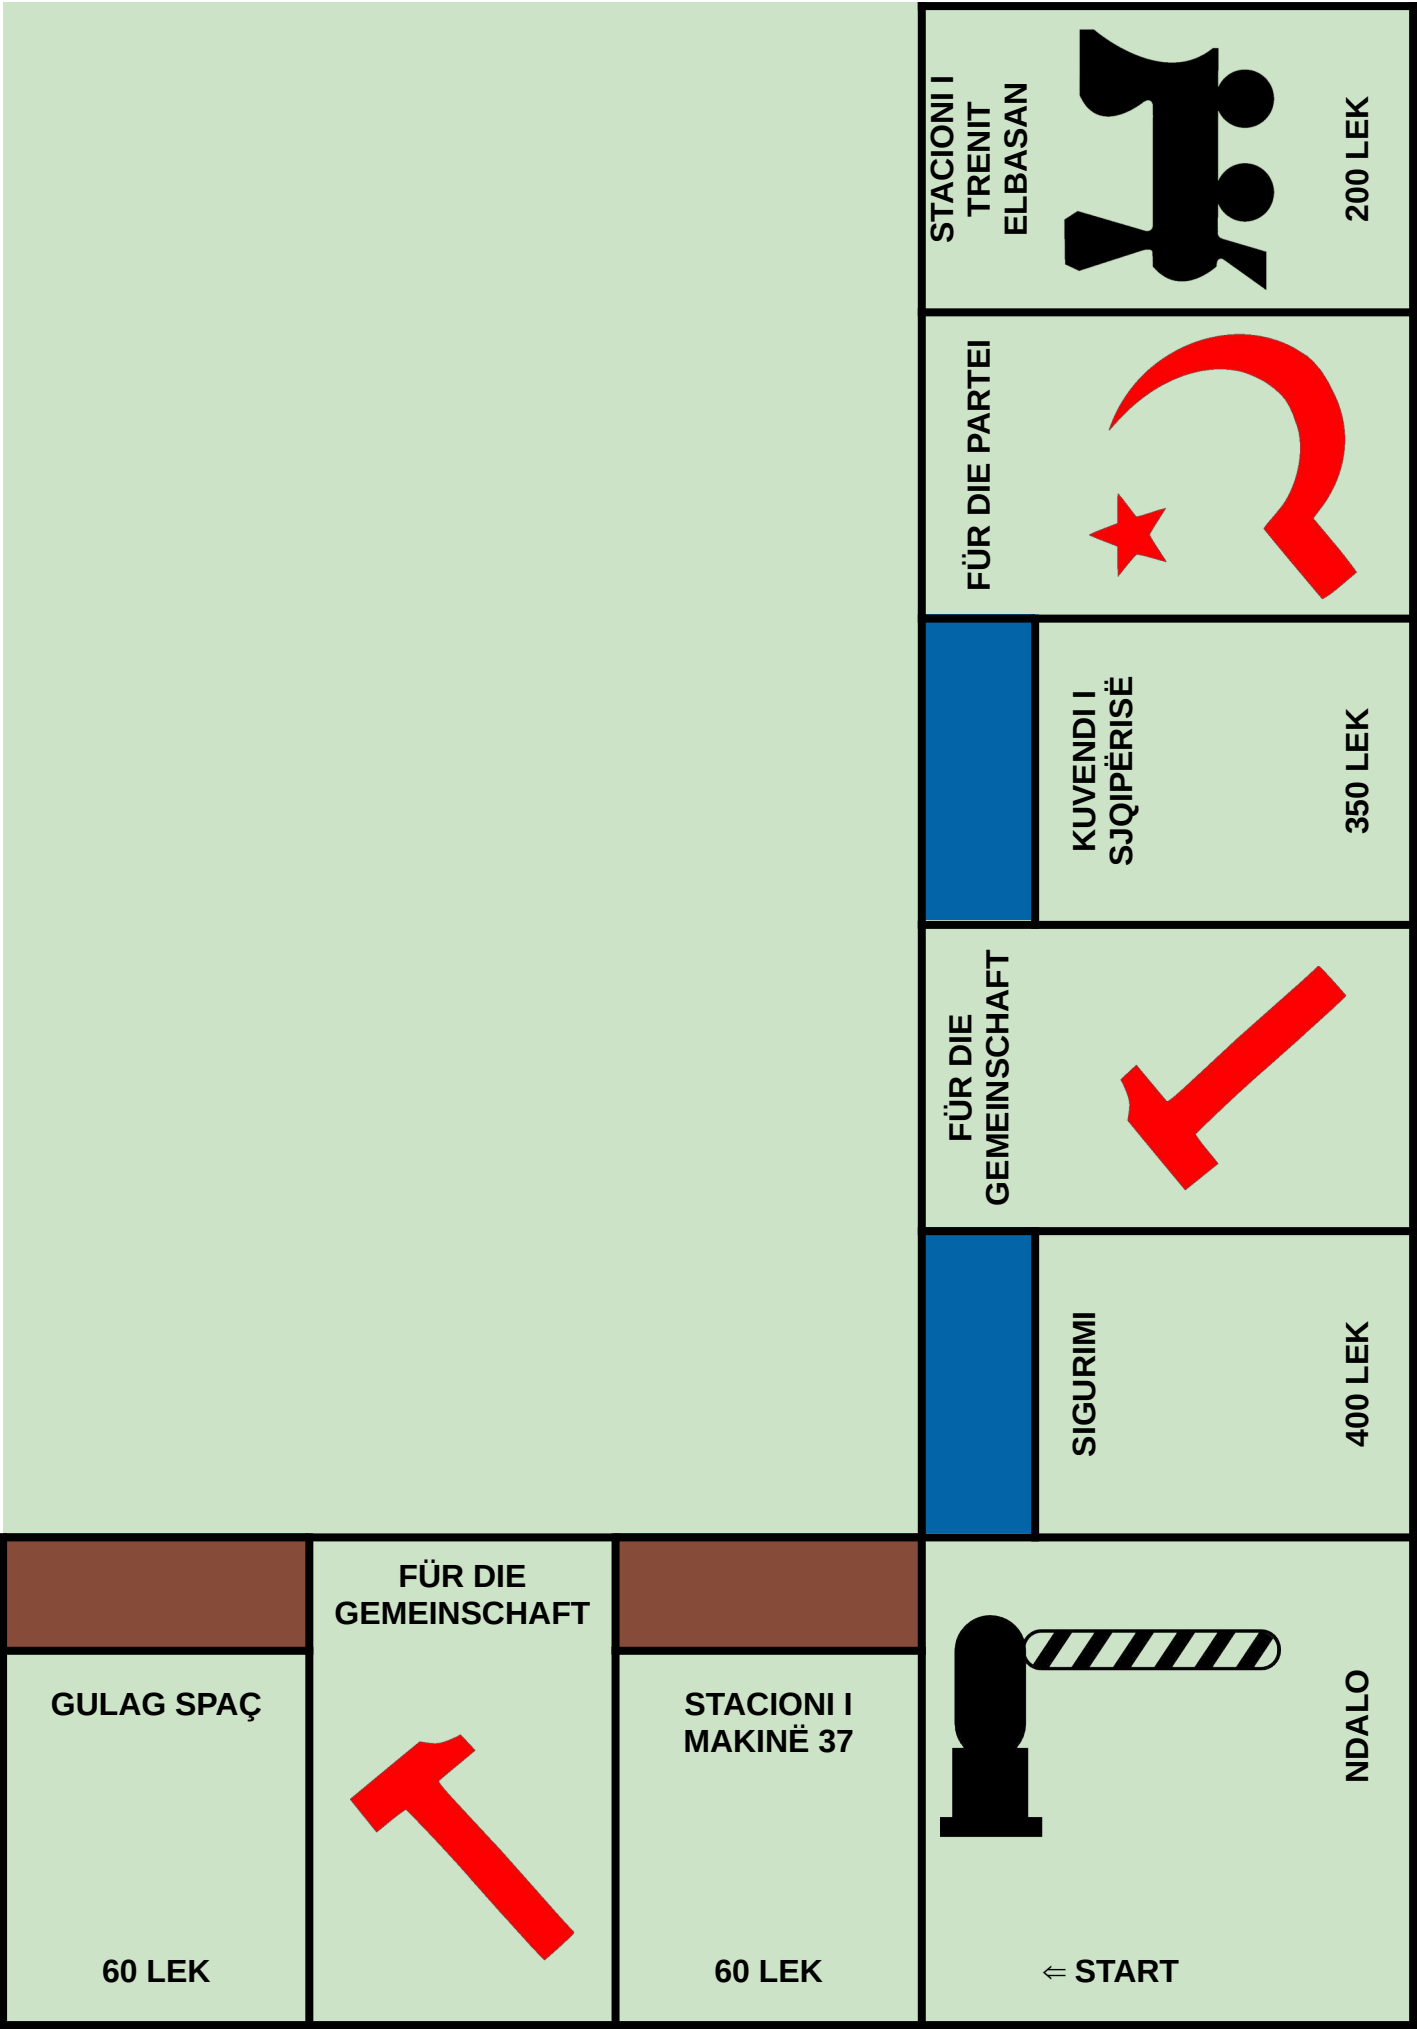 STACIONI I
TRENIT
ELBASAN
200 LEK
FÜR DIE PARTEI
KUVENDI I
SJQIPËRISË
350 LEK
FÜR DIE
GEMEINSCHAFT
SIGURIMI
400 LEK
NDALO
⇐ START
STACIONI I
MAKINË 37
60 LEK
FÜR DIE
GEMEINSCHAFT
GULAG SPAÇ
60 LEK